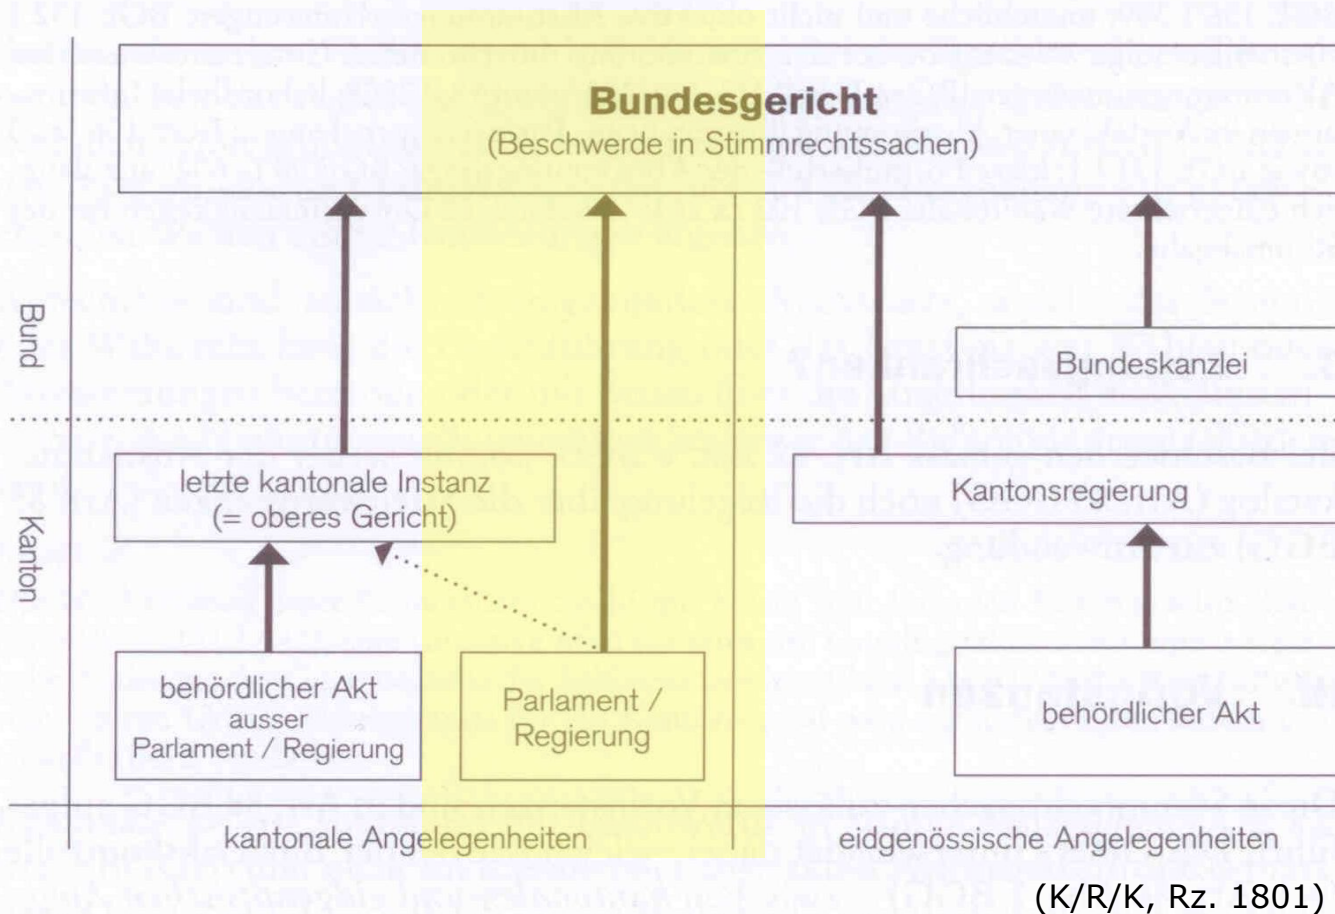 Bundesgericht
(Beschwerde in Stimmrechtssachen)
Bund
Bundeskanzlei
Kanton
letzte kantonale Instanz
(= oberes Gericht)
Kantonsregierung
behördlicher Akt
ausser
Parlament / Regierung
Parlament /
Regierung
behördlicher Akt
kantonale Angelegenheiten
eidgenössische Angelegenheiten
(K/R/K, Rz. 1801)